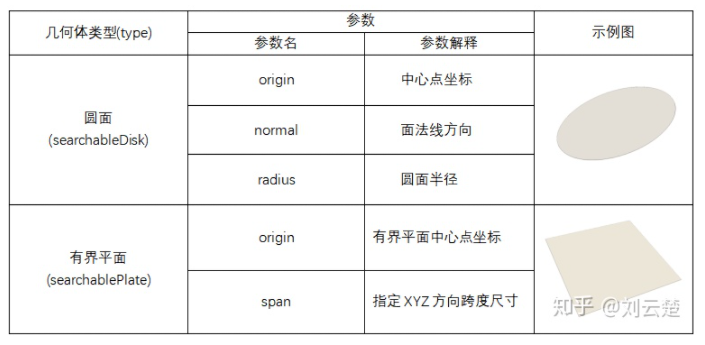 几何体类型(type)
参数
示例图
参数名
参数解释
圆面
(searchableDisk)
origin
中心点坐标
normal
面法线方向
radius
圆面半径
有界平面
(searchablePlate)
origin
有界平面中心点坐标
span
指定XYZ方向跨度尺寸
知乎 @刘云楚